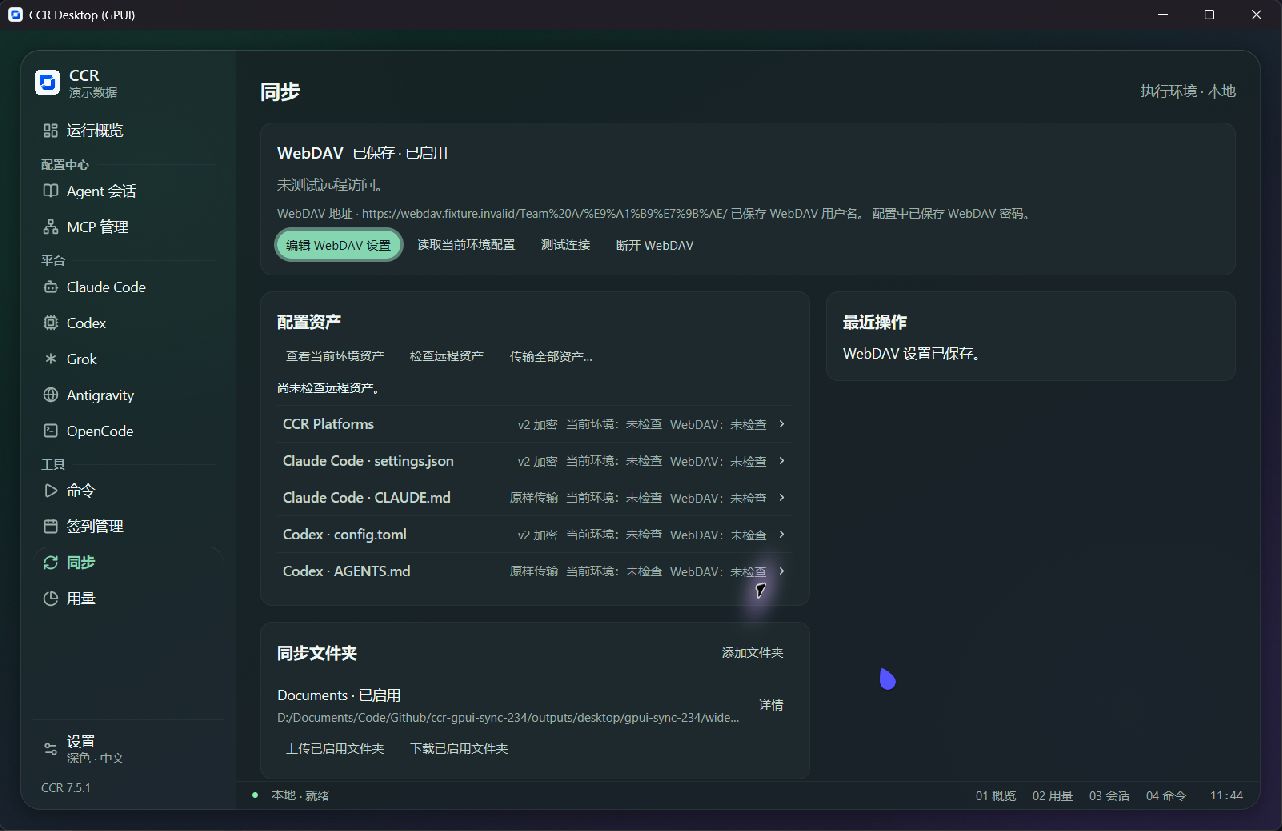 CCR Desktop (GPUI)
CCR
演示数据
运行概览
配置中心
Agent 会话
MCP 管理
平台
Claude Code
Codex
Grok
Antigravity
OpenCode
工具
命令
签到管理
同步
用量
设置
深色 · 中文
CCR 7.5.1
同步
执行环境 · 本地
WebDAV 已保存 · 已启用
未测试远程访问。
WebDAV 地址 · https://webdav.fixture.invalid/Team%20A/%E9%A1%B9%E7%9B%AE/ 已保存 WebDAV 用户名。 配置中已保存 WebDAV 密码。
编辑 WebDAV 设置 读取当前环境配置 测试连接 断开 WebDAV
配置资产
查看当前环境资产 检查远程资产 传输全部资产...
尚未检查远程资产。
CCR Platforms v2 加密 当前环境: 未检查 WebDAV: 未检查
Claude Code · settings.json v2 加密 当前环境: 未检查 WebDAV: 未检查
Claude Code · CLAUDE.md 原样传输 当前环境: 未检查 WebDAV: 未检查
Codex · config.toml v2 加密 当前环境: 未检查 WebDAV: 未检查
Codex · AGENTS.md 原样传输 当前环境: 未检查 WebDAV: 未检查
最近操作
WebDAV 设置已保存。
同步文件夹 添加文件夹
Documents · 已启用
D:/Documents/Code/Github/ccr-gpui-sync-234/outputs/desktop/gpui-sync-234/wide...
详情
上传已启用文件夹 下载已启用文件夹
本地 · 就绪 01 概览 02 用量 03 会话 04 命令 11:44